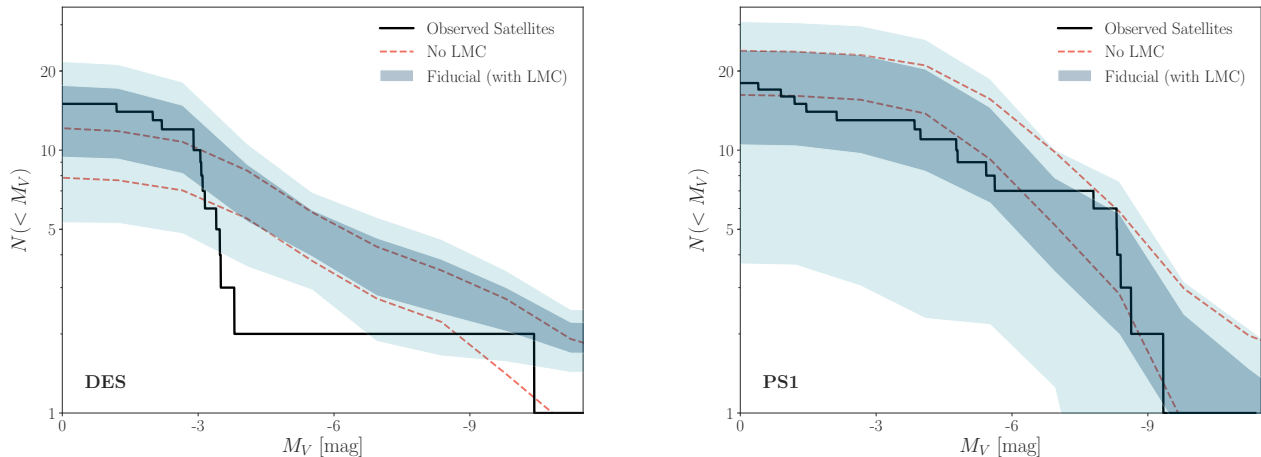 Observed Satellites
No LMC
Fiducial (with LMC)
20
10
5
1
N(< M_V)
DES
0
-3
-6
-9
M_V [mag]
Observed Satellites
No LMC
Fiducial (with LMC)
20
10
5
1
N(< M_V)
PS1
0
-3
-6
-9
M_V [mag]